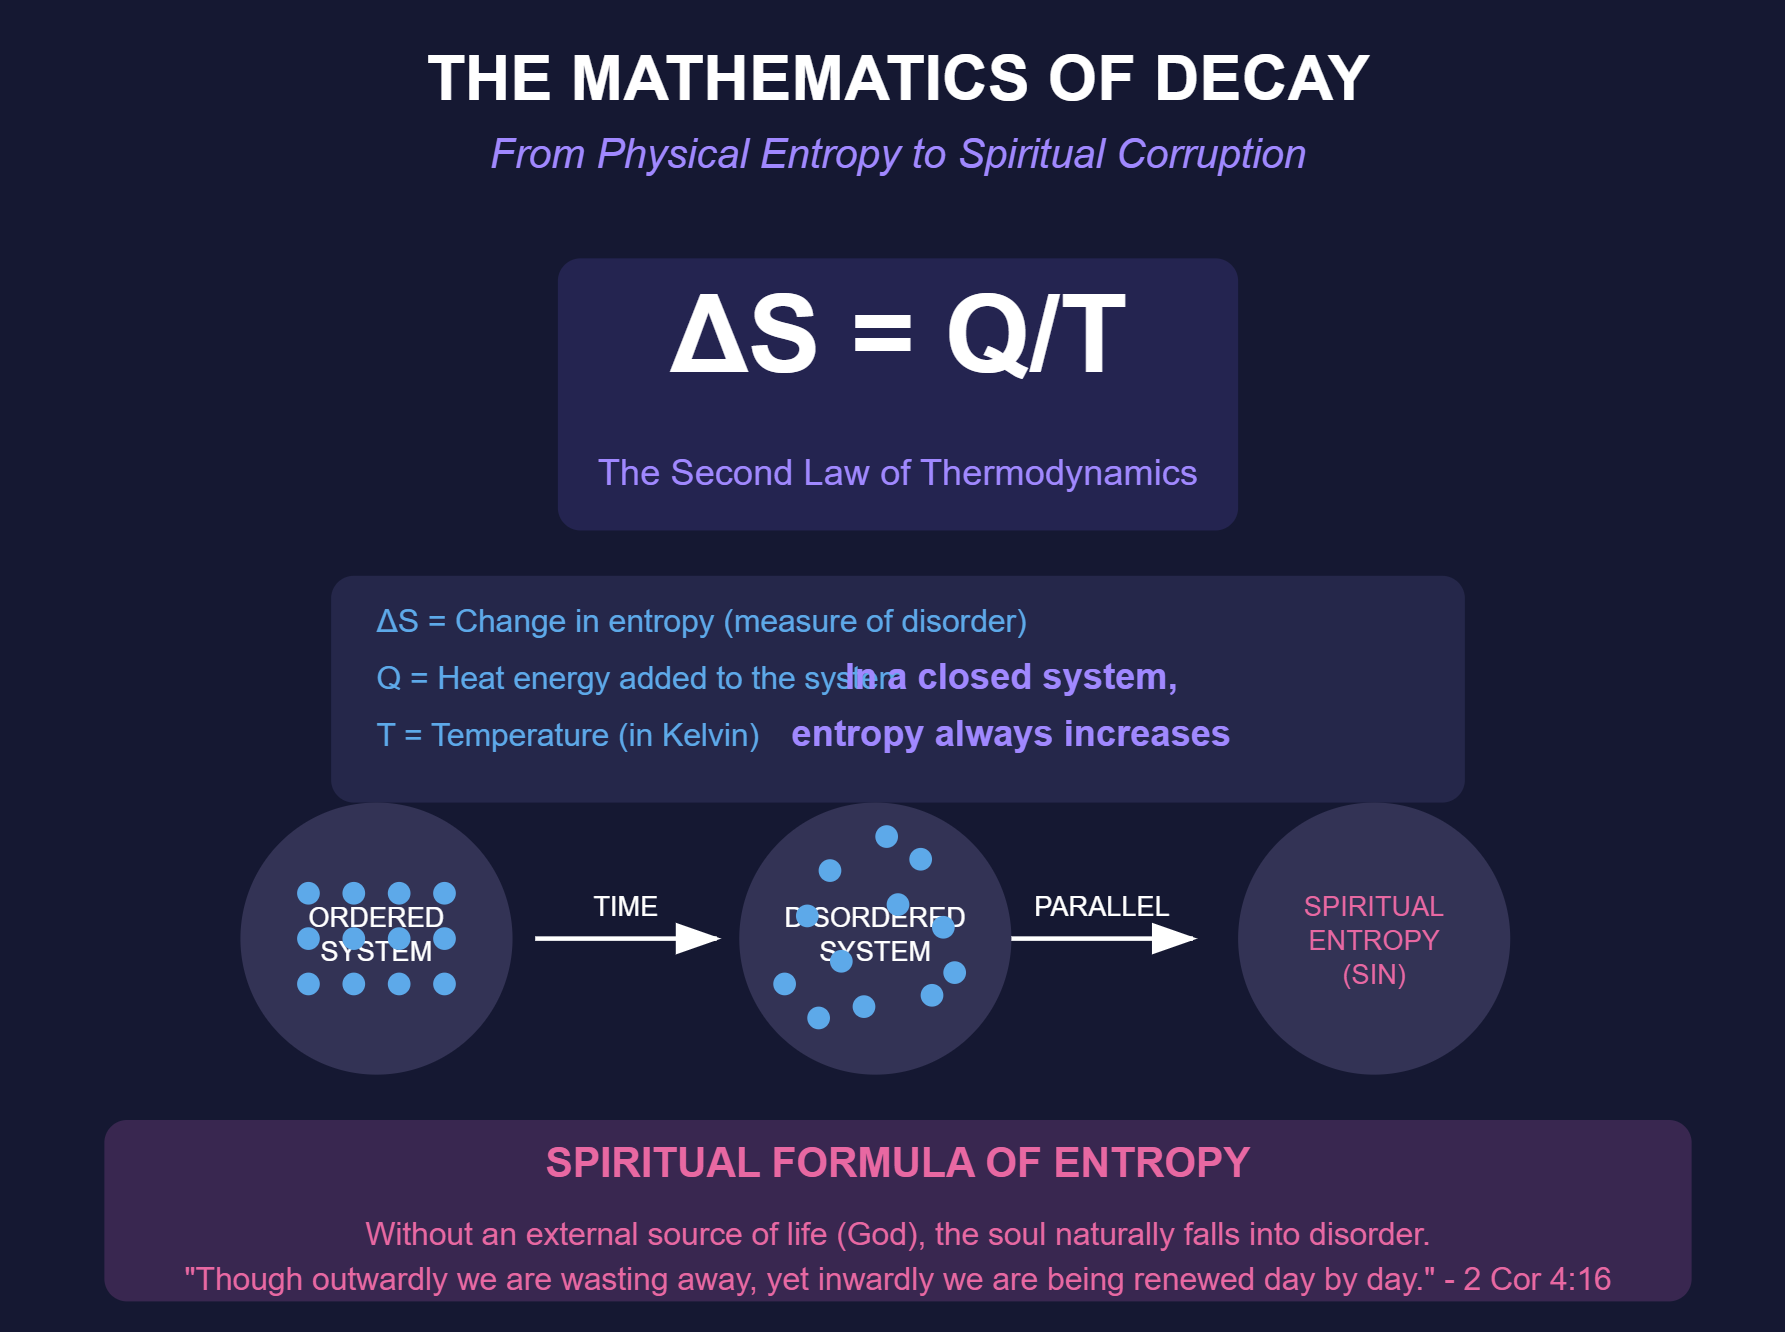 THE MATHEMATICS OF DECAY
From Physical Entropy to Spiritual Corruption
ΔS = Q/T
The Second Law of Thermodynamics
ΔS = Change in entropy (measure of disorder)
Q = Heat energy added to the system
In a closed system,
T = Temperature (in Kelvin)
entropy always increases
ORDERED
SYSTEM
TIME
DISORDERED
SYSTEM
PARALLEL
SPIRITUAL
ENTROPY
(SIN)
SPIRITUAL FORMULA OF ENTROPY
Without an external source of life (God), the soul naturally falls into disorder.
"Though outwardly we are wasting away, yet inwardly we are being renewed day by day." - 2 Cor 4:16